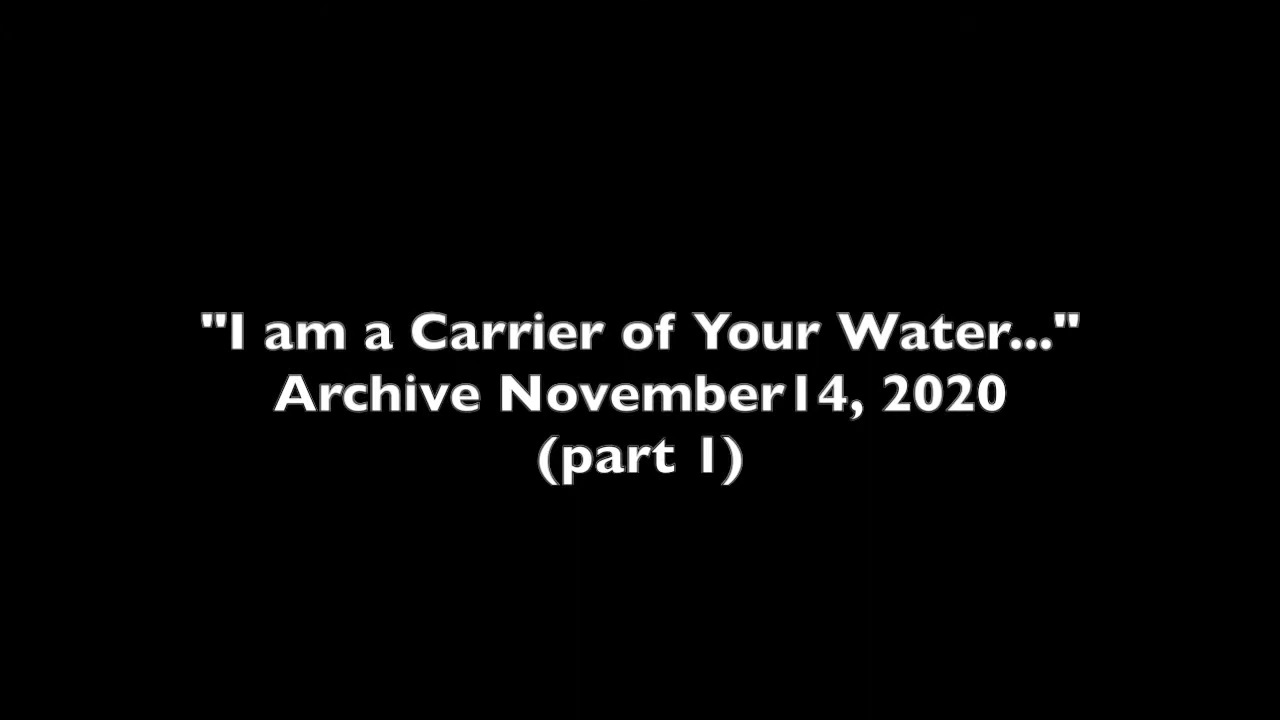 "I am a Carrier of Your Water..."
Archive November14, 2020
(part 1)